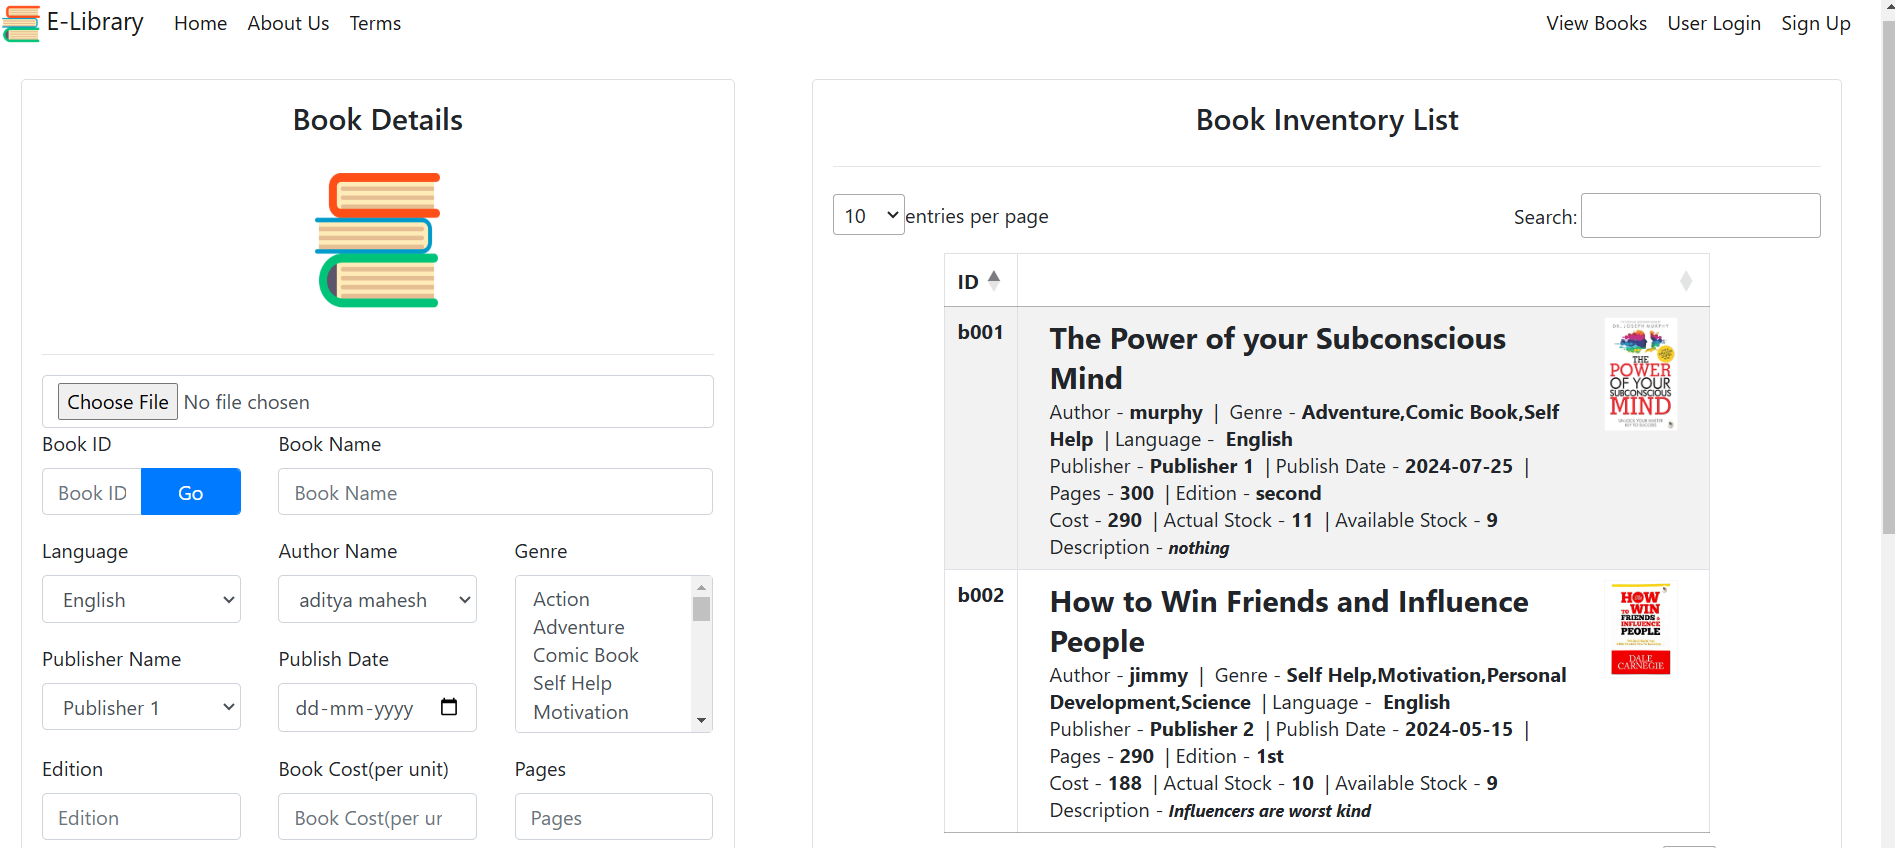 E-Library Home About Us Terms View Books User Login Sign Up
Book Details
Choose File No file chosen
Book ID Book Name
Book ID Go Book Name
Language Author Name Genre
English aditya mahesh
Action
Adventure
Comic Book
Self Help
Motivation
Publisher Name Publish Date
Publisher 1 dd-mm-yyyy
Edition Book Cost(per unit) Pages
Edition Book Cost(per ur Pages
Book Inventory List
10 entries per page Search:
ID
b001
The Power of your Subconscious
Mind
Author - murphy | Genre - Adventure,Comic Book,Self
Help | Language - English
Publisher - Publisher 1 | Publish Date - 2024-07-25 |
Pages - 300 | Edition - second
Cost - 290 | Actual Stock - 11 | Available Stock - 9
Description - nothing
DR. JOSEPH MURPHY
THE
POWER
OF YOUR
SUBCONSCIOUS
MIND
b002
How to Win Friends and Influence
People
Author - jimmy | Genre - Self Help,Motivation,Personal
Development,Science | Language - English
Publisher - Publisher 2 | Publish Date - 2024-05-15 |
Pages - 290 | Edition - 1st
Cost - 188 | Actual Stock - 10 | Available Stock - 9
Description - Influencers are worst kind
HOW
TO WIN
FRIENDS &
INFLUENCE
PEOPLE
DALE
CARNEGIE